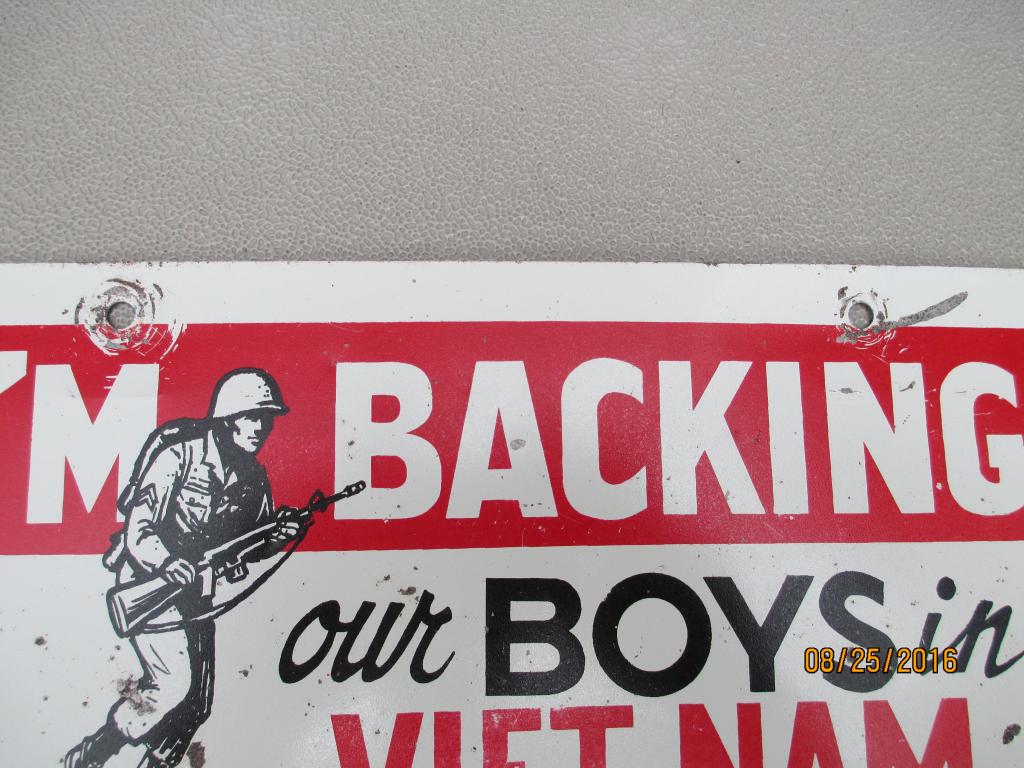 'M BACKING
our BOYS in
VIET NAM
08/25/2016